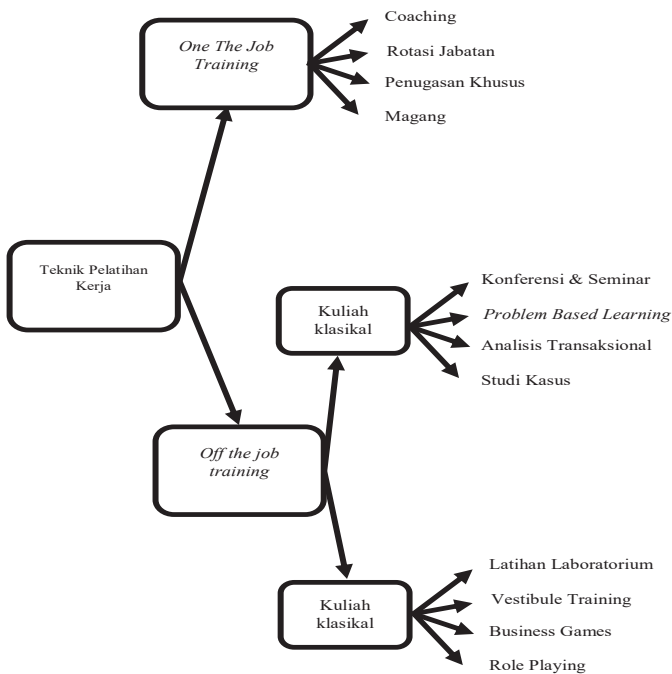 One The Job
Training
Coaching
Rotasi Jabatan
Penugasan Khusus
Magang
Teknik Pelatihan
Kerja
Kuliah
klasikal
Konferensi & Seminar
Problem Based Learning
Analisis Transaksional
Studi Kasus
Off the job
training
Kuliah
klasikal
Latihan Laboratorium
Vestibule Training
Business Games
Role Playing